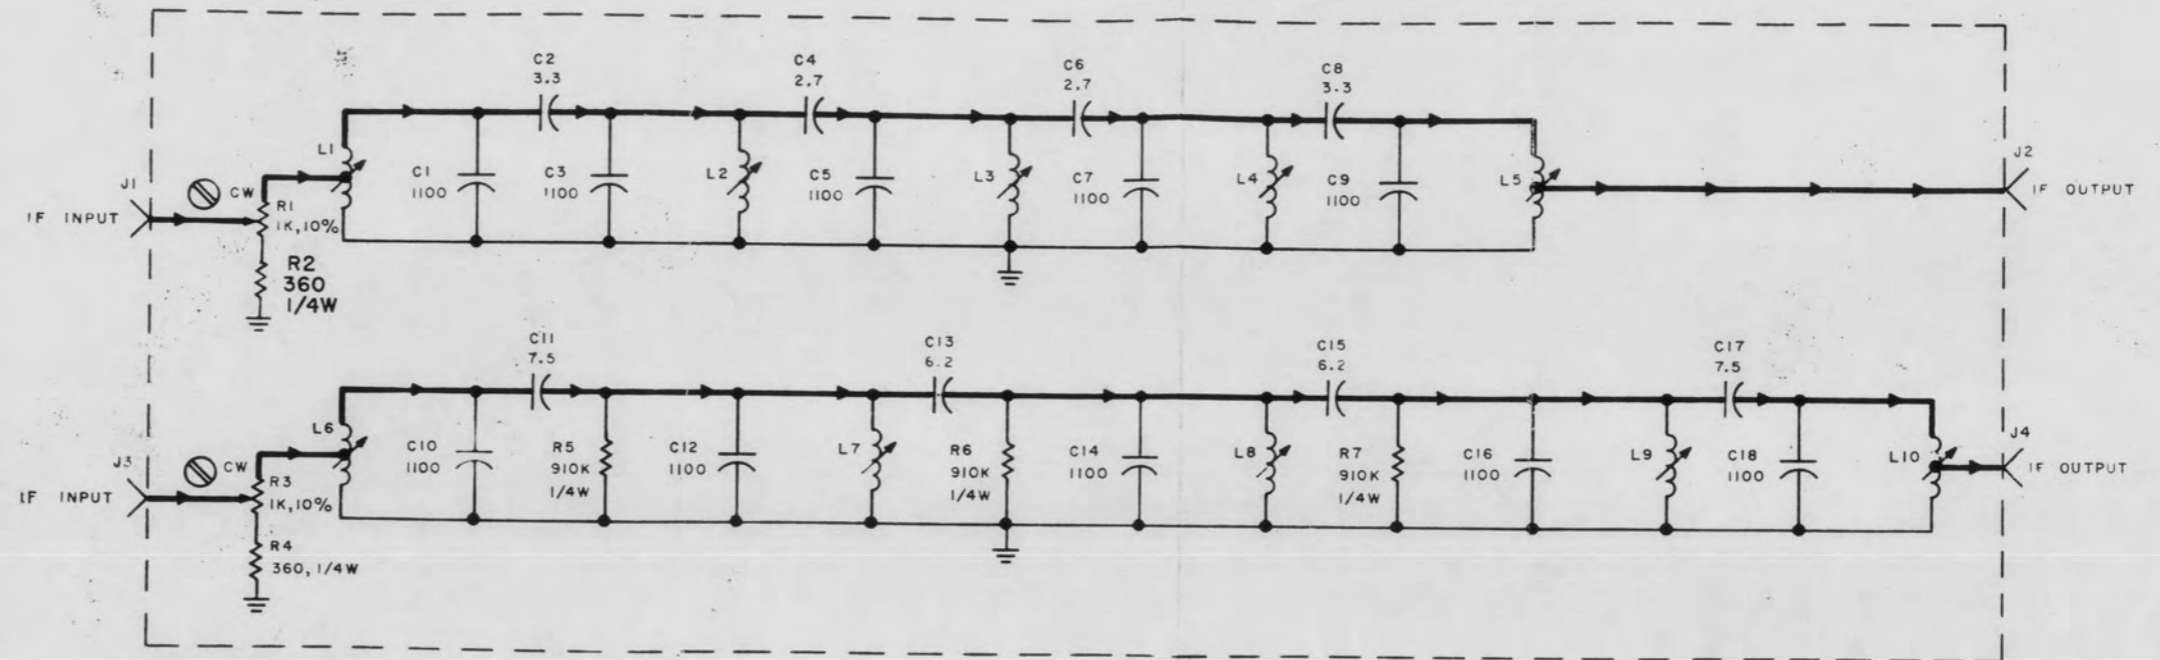 C2
3.3
C4
2.7
C6
2.7
C8
3.3
L1
C1
1100
C3
1100
L2
C5
1100
L3
C7
1100
L4
C9
1100
L5
J1
IF INPUT
CW
R1
1K,10%
R2
360
1/4W
J2
IF OUTPUT
C11
7.5
C13
6.2
C15
6.2
C17
7.5
L6
C10
1100
R5
910K
1/4W
C12
1100
L7
R6
910K
1/4W
C14
1100
L8
R7
910K
1/4W
C16
1100
L9
C18
1100
L10
J3
IF INPUT
CW
R3
1K,10%
R4
360, 1/4W
J4
IF OUTPUT